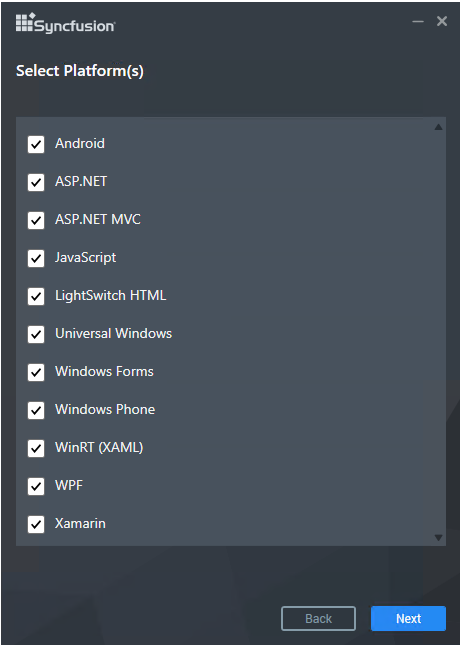 Syncfusion
Select Platform(s)
Android
ASP.NET
ASP.NET MVC
JavaScript
LightSwitch HTML
Universal Windows
Windows Forms
Windows Phone
WinRT (XAML)
WPF
Xamarin
Back Next